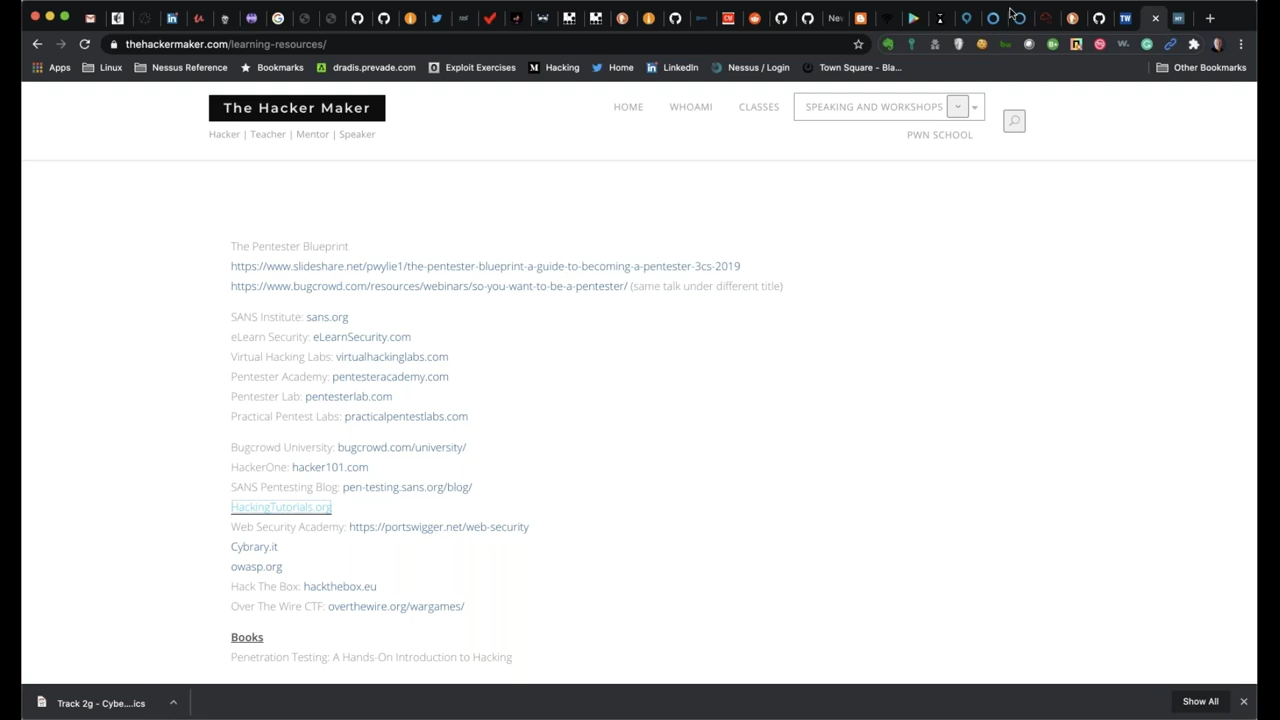 thehackermaker.com/learning-resources/
Apps Linux Nessus Reference Bookmarks dradis.prevade.com Exploit Exercises Hacking Home LinkedIn Nessus / Login Town Square - Bla... Other Bookmarks
The Hacker Maker
HOME WHOAMI CLASSES SPEAKING AND WORKSHOPS
Hacker | Teacher | Mentor | Speaker
PWN SCHOOL
The Pentester Blueprint
https://www.slideshare.net/pwylie1/the-pentester-blueprint-a-guide-to-becoming-a-pentester-3cs-2019
https://www.bugcrowd.com/resources/webinars/so-you-want-to-be-a-pentester/ (same talk under different title)
SANS Institute: sans.org
eLearn Security: eLearnSecurity.com
Virtual Hacking Labs: virtualhackinglabs.com
Pentester Academy: pentesteracademy.com
Pentester Lab: pentesterlab.com
Practical Pentest Labs: practicalpentestlabs.com
Bugcrowd University: bugcrowd.com/university/
HackerOne: hacker101.com
SANS Pentesting Blog: pen-testing.sans.org/blog/
HackingTutorials.org
Web Security Academy: https://portswigger.net/web-security
Cybrary.it
owasp.org
Hack The Box: hackthebox.eu
Over The Wire CTF: overthewire.org/wargames/
Books
Penetration Testing: A Hands-On Introduction to Hacking
Track 2g - Cybe....ics Show All